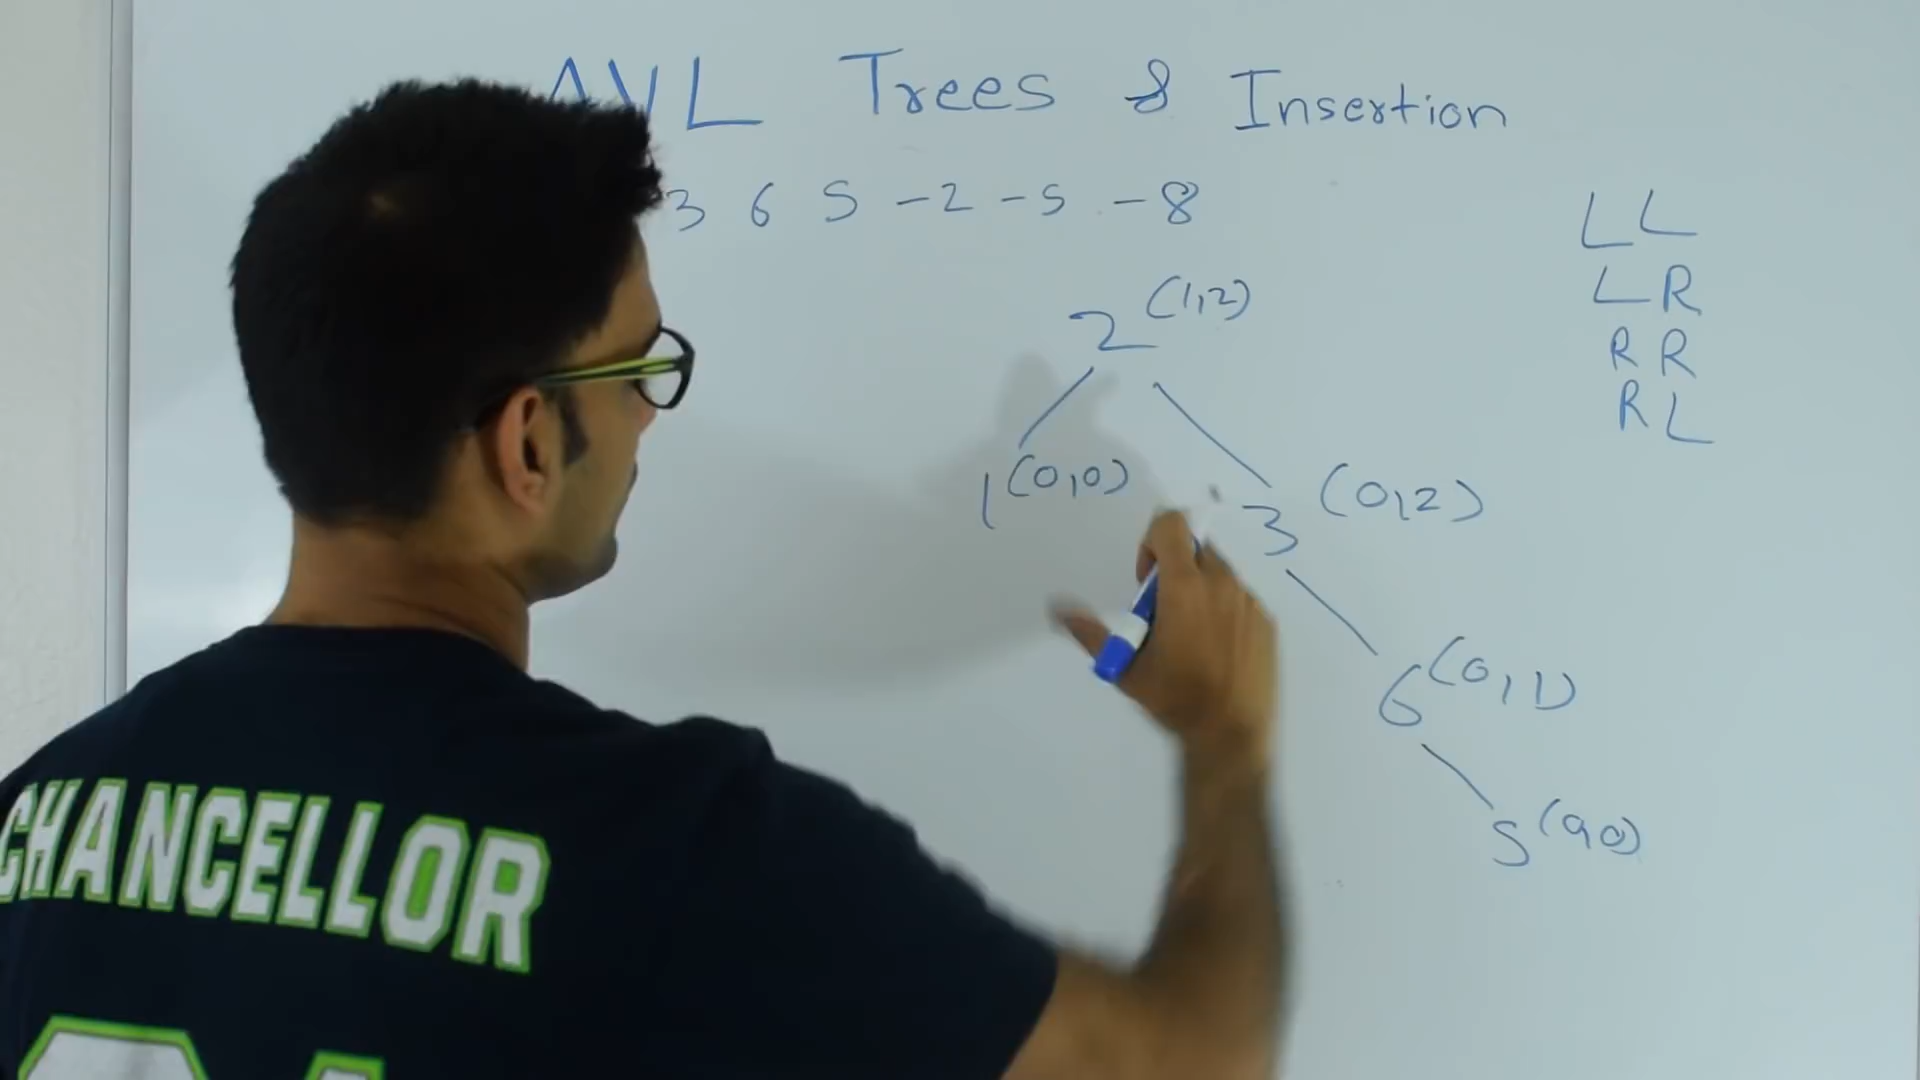 AVL Trees & Insertion
3 6 5 -2 -5 -8
LL
LR
RR
RL
2 (1,2)
1 (0,0)
3 (0,2)
6 (0,1)
5 (0,0)
CHANCELLOR